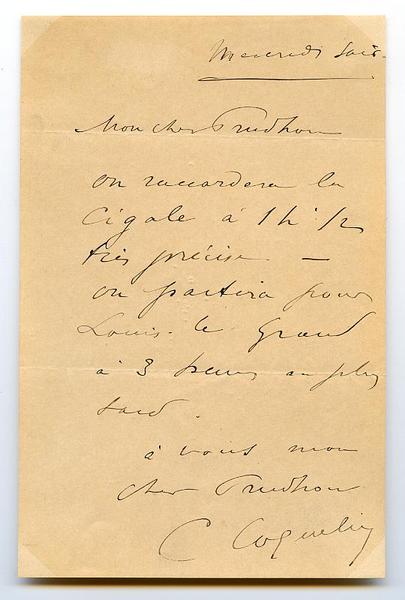 Mercredi soir.
Mon cher Prudhon
on raccordera la
Cigale à 1 h 1/2
très précise —
on partira pour
Louis-le Grand
à 3 heures au plus
tard.
à vous mon
cher Prudhon
C Coquelin